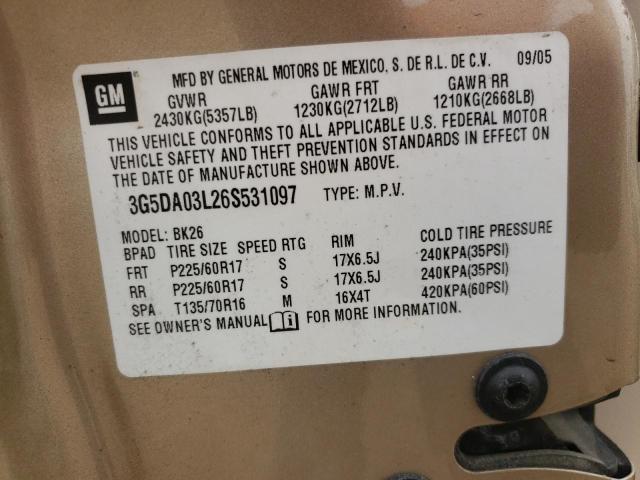 GM
MFD BY GENERAL MOTORS DE MEXICO, S. DE R.L. DE C.V. 09/05
GVWR GAWR FRT GAWR RR
2430KG(5357LB) 1230KG(2712LB) 1210KG(2668LB)
THIS VEHICLE CONFORMS TO ALL APPLICABLE U.S. FEDERAL MOTOR
VEHICLE SAFETY AND THEFT PREVENTION STANDARDS IN EFFECT ON
THE DATE OF MANUFACTURE SHOWN ABOVE.
3G5DA03L26S531097 TYPE: M.P.V.
MODEL: BK26
BPAD TIRE SIZE SPEED RTG RIM COLD TIRE PRESSURE
FRT P225/60R17 S 17X6.5J 240KPA(35PSI)
RR P225/60R17 S 17X6.5J 240KPA(35PSI)
SPA T135/70R16 M 16X4T 420KPA(60PSI)
SEE OWNER'S MANUAL i FOR MORE INFORMATION.